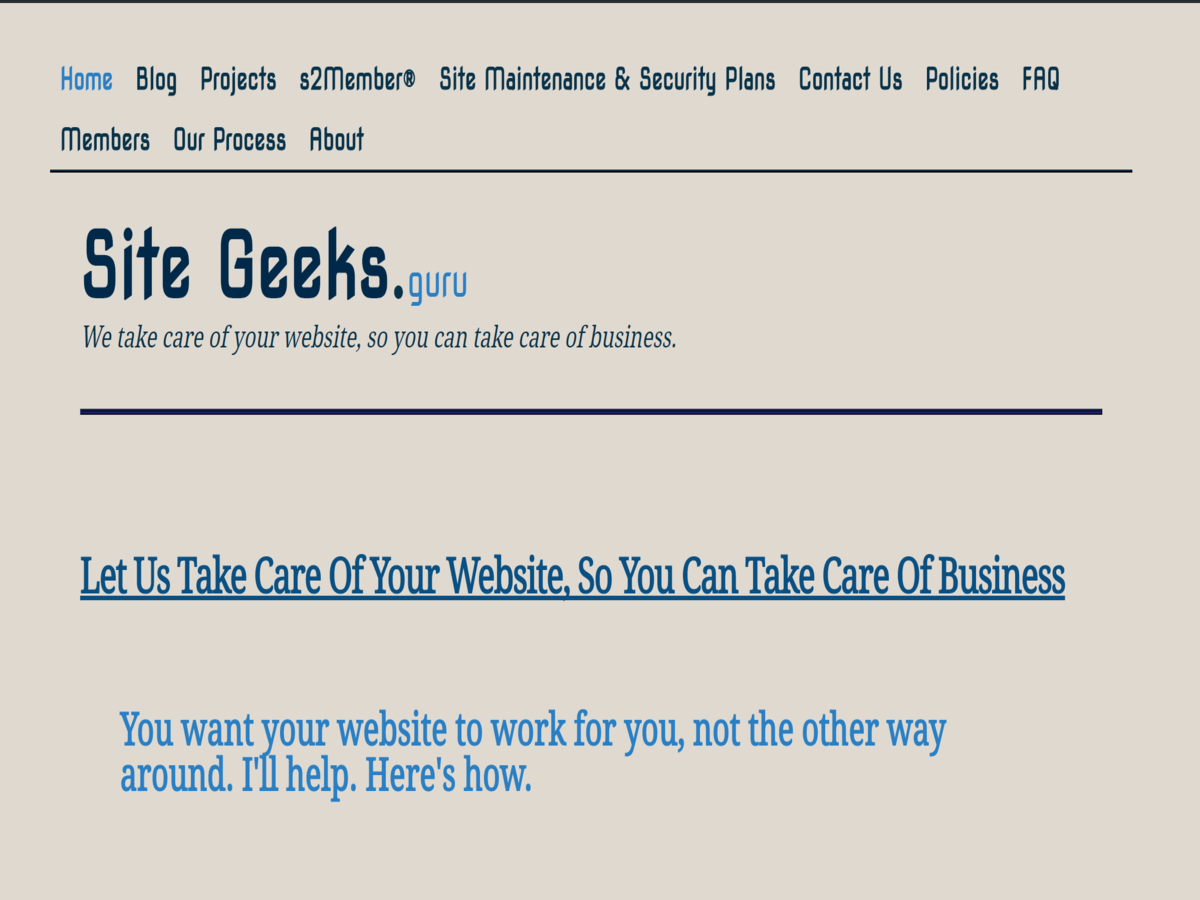 Home Blog Projects s2Member® Site Maintenance & Security Plans Contact Us Policies FAQ
Members Our Process About
Site Geeks.guru
We take care of your website, so you can take care of business.
Let Us Take Care Of Your Website, So You Can Take Care Of Business
You want your website to work for you, not the other way
around. I'll help. Here's how.